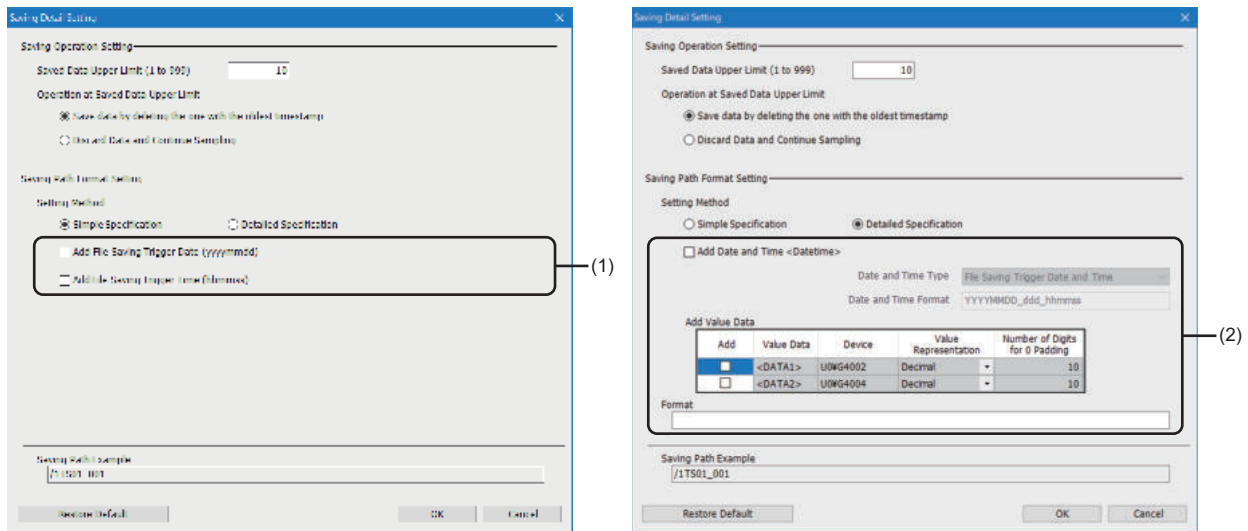 Saving Detail Setting
Saving Operation Setting
Saved Data Upper Limit (1 to 999) 10
Operation at Saved Data Upper Limit
Save data by deleting the one with the oldest timestamp
Discard Data and Continue Sampling
Saving Path Format Setting
Setting Method
Simple Specification Detailed Specification
Add File Saving Trigger Date (yyyymmdd)
Add File Saving Trigger Time (hhmmss)
(1)
Saving Path Example
/1TS01_001
Restore Default OK Cancel
Saving Detail Setting
Saving Operation Setting
Saved Data Upper Limit (1 to 999) 10
Operation at Saved Data Upper Limit
Save data by deleting the one with the oldest timestamp
Discard Data and Continue Sampling
Saving Path Format Setting
Setting Method
Simple Specification Detailed Specification
Add Date and Time <Datetime>
Date and Time Type File Saving Trigger Date and Time
Date and Time Format YYYYMMDD_ddd_hhmmss
Add Value Data
Add Value Data Device Value Representation Number of Digits for 0 Padding
<DATA1> U0¥G4002 Decimal 10
<DATA2> U0¥G4004 Decimal 10
(2)
Format
Saving Path Example
/1TS01_001
Restore Default OK Cancel